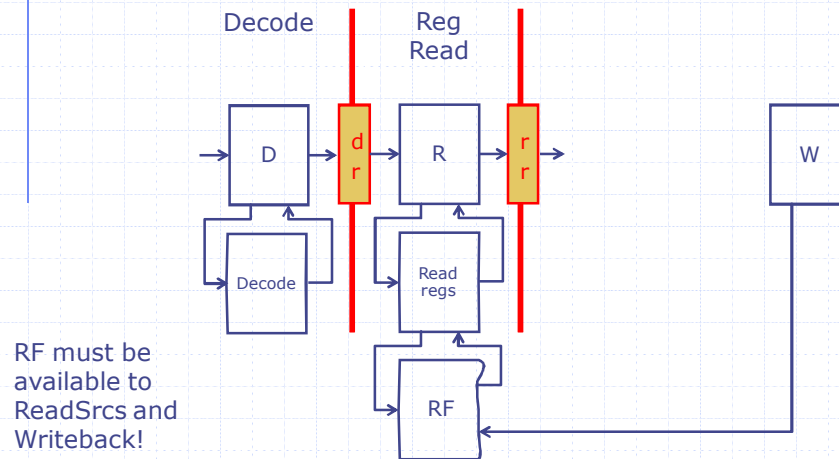 Decode
Reg
Read
D
d
r
R
r
r
W
Decode
Read
regs
RF must be
available to
ReadSrcs and
Writeback!
RF